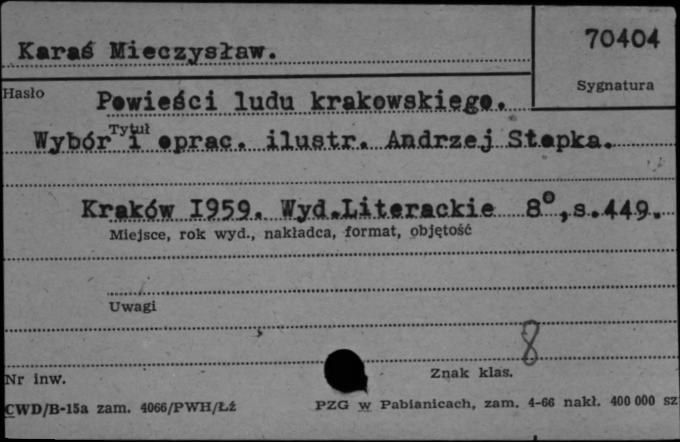 Karaś Mieczysław.
70404
Sygnatura
Hasło
Powieści ludu krakowskiego.
Tytuł
Wybór i oprac. ilustr. Andrzej Stopka.
Kraków I959. Wyd.Literackie 8°,s.449.
Miejsce, rok wyd., nakładca, format, objętość
Uwagi
8
Nr inw.
Znak klas.
CWD/B-15a zam. 4066/PWH/Łż
PZG w Pabianicach, zam. 4-66 nakł. 400 000 sz